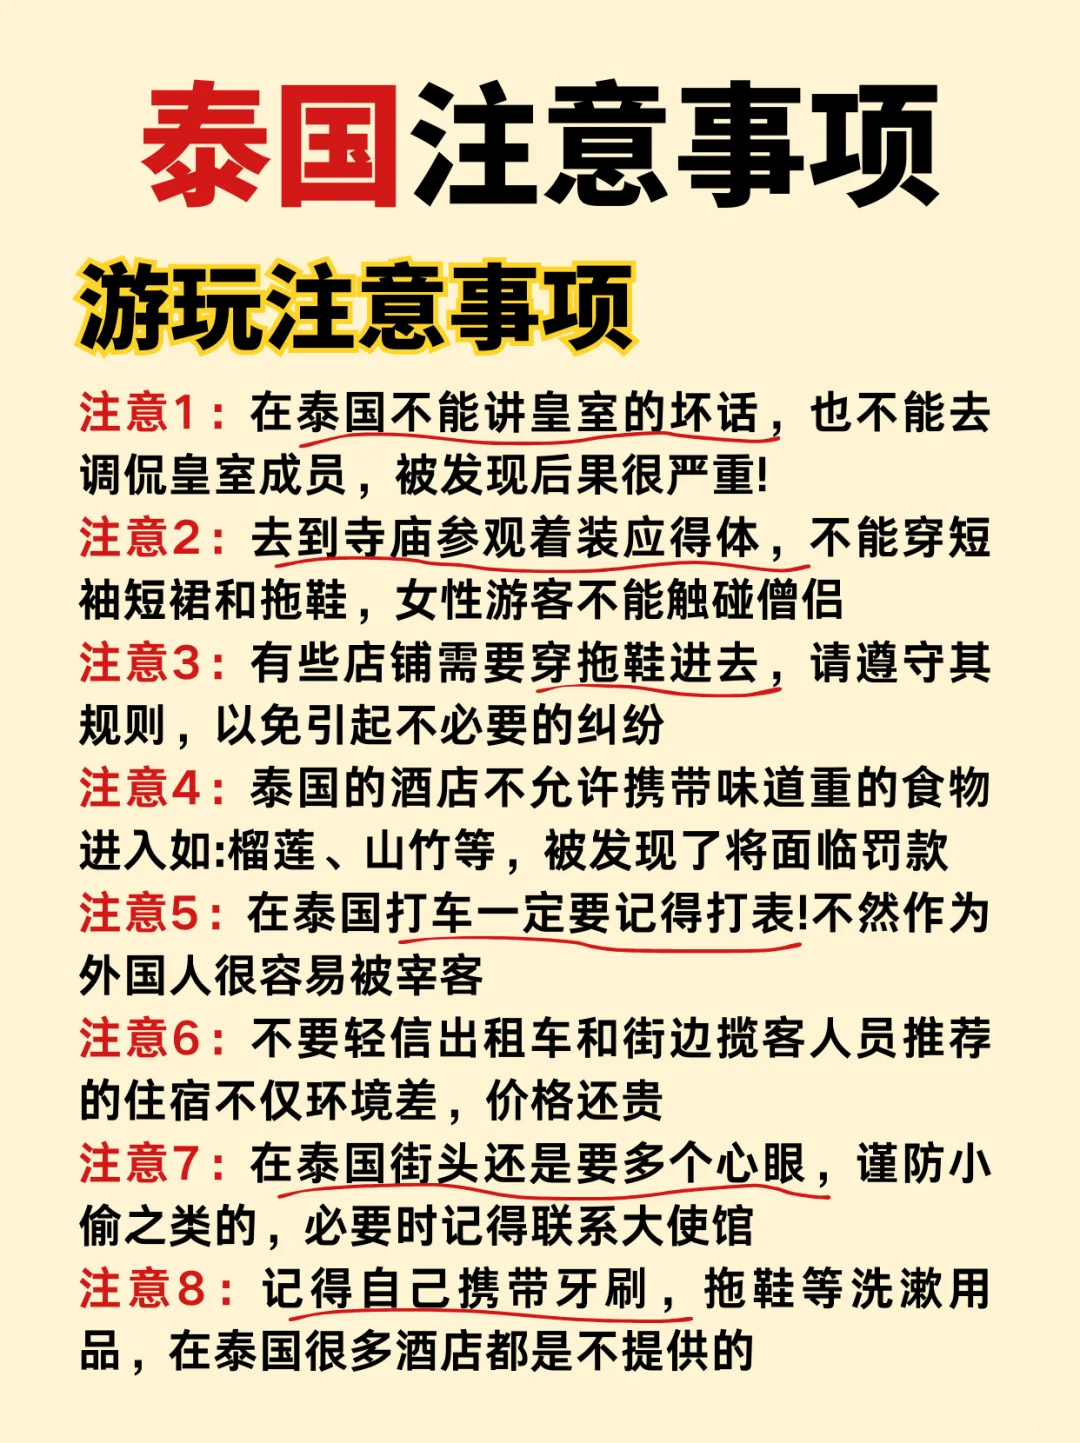 泰国注意事项
游玩注意事项
注意1：在泰国不能讲皇室的坏话，也不能去
调侃皇室成员，被发现后果很严重!
注意2：去到寺庙参观着装应得体，不能穿短
袖短裙和拖鞋，女性游客不能触碰僧侣
注意3：有些店铺需要穿拖鞋进去，请遵守其
规则，以免引起不必要的纠纷
注意4：泰国的酒店不允许携带味道重的食物
进入如:榴莲、山竹等，被发现了将面临罚款
注意5：在泰国打车一定要记得打表!不然作为
外国人很容易被宰客
注意6：不要轻信出租车和街边揽客人员推荐
的住宿不仅环境差，价格还贵
注意7：在泰国街头还是要多个心眼，谨防小
偷之类的，必要时记得联系大使馆
注意8：记得自己携带牙刷，拖鞋等洗漱用
品，在泰国很多酒店都是不提供的